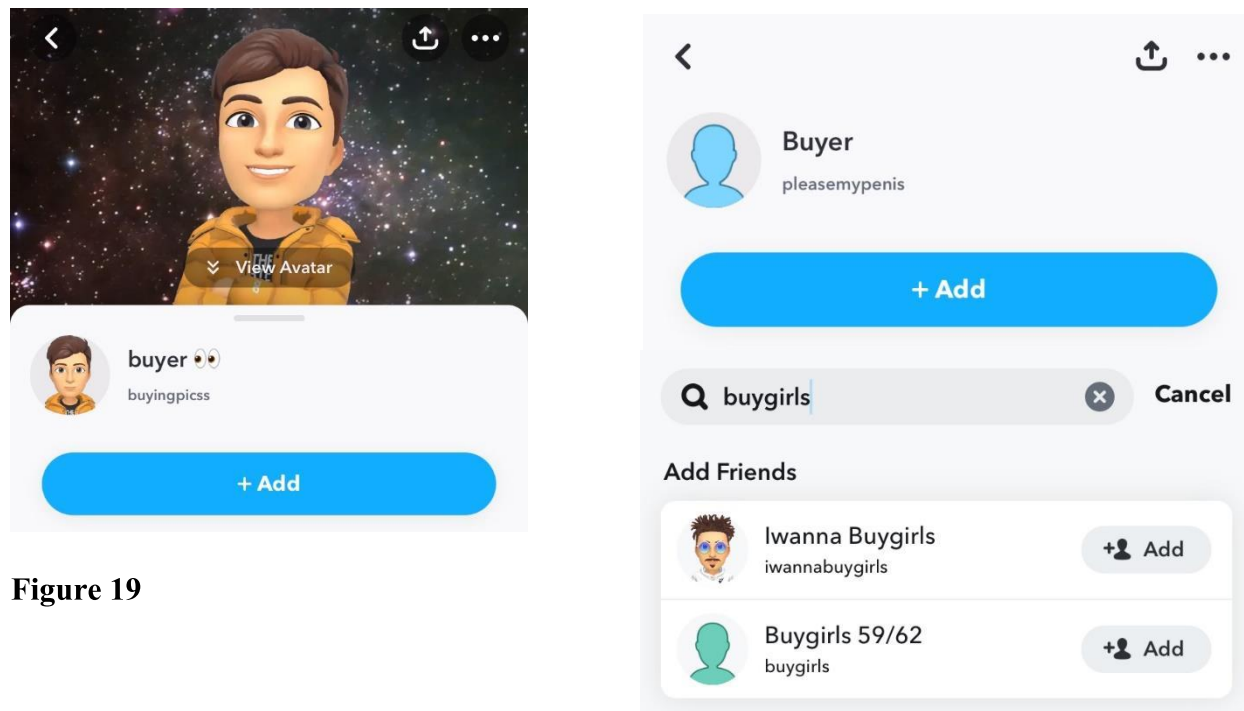 View Avatar
buyer 👀
buyingpicss
+ Add
Figure 19
Buyer
pleasemypenis
+ Add
buygirls
Cancel
Add Friends
Iwanna Buygirls
iwannabuygirls
Add
Buygirls 59/62
buygirls
Add